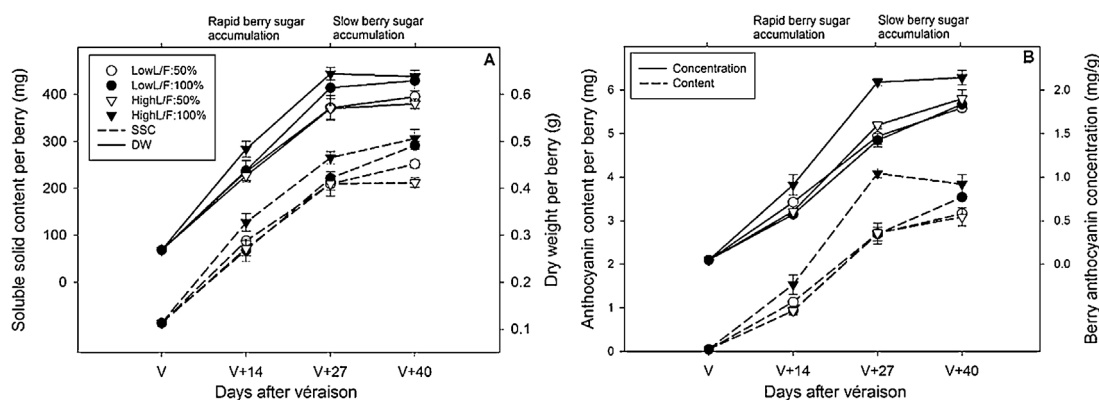 Rapid berry sugar
accumulation
Slow berry sugar
accumulation
A
Soluble solid content per berry (mg)
400
300
200
100
0
LowL/F:50%
LowL/F:100%
HighL/F:50%
HighL/F:100%
SSC
DW
0.6
0.5
0.4
0.3
0.2
0.1
Dry weight per berry (g)
V
V+14
V+27
V+40
Days after véraison
Rapid berry sugar
accumulation
Slow berry sugar
accumulation
B
Anthocyanin content per berry (mg)
6
5
4
3
2
1
0
Concentration
Content
2.0
1.5
1.0
0.5
0.0
Berry anthocyanin concentration (mg/g)
V
V+14
V+27
V+40
Days after véraison